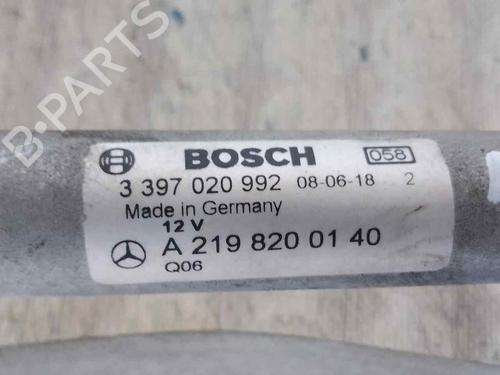 BOSCH 058
3 397 020 992 08-06-18 2
Made in Germany
12 V
A 219 820 01 40
Q06
B-PARTS